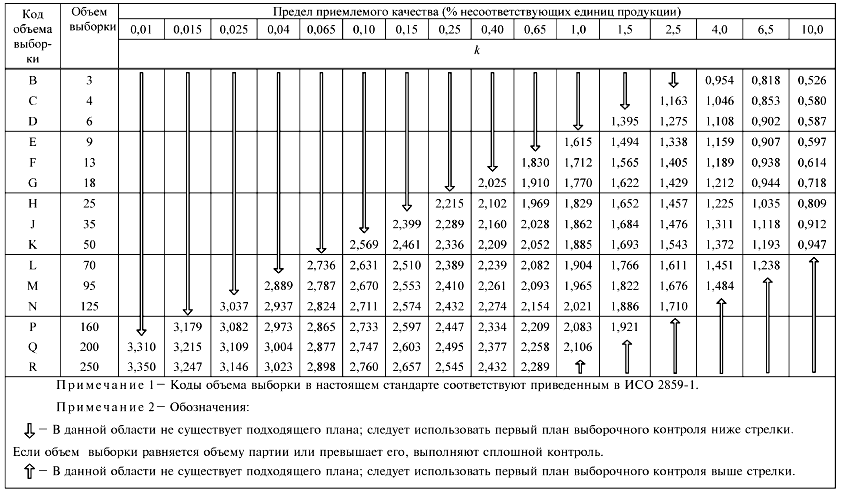 Код объема выбор-ки Объем выборки Предел приемлемого качества (% несоответствующих единиц продукции)
0,01 0,015 0,025 0,04 0,065 0,10 0,15 0,25 0,40 0,65 1,0 1,5 2,5 4,0 6,5 10,0
k
B 3 ⇩ ⇩ ⇩ ⇩ ⇩ ⇩ ⇩ ⇩ ⇩ ⇩ ⇩ ⇩ ⇩ 0,954 0,818 0,526
C 4 1,163 1,046 0,853 0,580
D 6 1,395 1,275 1,108 0,902 0,587
E 9 1,615 1,494 1,338 1,159 0,907 0,597
F 13 1,830 1,712 1,565 1,405 1,189 0,938 0,614
G 18 2,025 1,910 1,770 1,622 1,429 1,212 0,944 0,718
H 25 2,215 2,102 1,969 1,829 1,652 1,457 1,225 1,035 0,809
J 35 2,399 2,289 2,160 2,028 1,862 1,684 1,476 1,311 1,118 0,912
K 50 2,569 2,461 2,336 2,209 2,052 1,885 1,693 1,543 1,372 1,193 0,947
L 70 2,736 2,631 2,510 2,389 2,239 2,082 1,904 1,766 1,611 1,451 1,238 ⇧
M 95 2,889 2,787 2,670 2,553 2,410 2,261 2,093 1,965 1,822 1,676 1,484 ⇧
N 125 3,037 2,937 2,824 2,711 2,574 2,432 2,274 2,154 2,021 1,886 1,710 ⇧
P 160 3,179 3,082 2,973 2,865 2,733 2,597 2,447 2,334 2,209 2,083 1,921 ⇧
Q 200 3,310 3,215 3,109 3,004 2,877 2,747 2,603 2,495 2,377 2,258 2,106 ⇧
R 250 3,350 3,247 3,146 3,023 2,898 2,760 2,657 2,545 2,432 2,289 ⇧
Примечание 1 — Коды объема выборки в настоящем стандарте соответствуют приведенным в ИСО 2859-1.
Примечание 2 — Обозначения:
⇩ — В данной области не существует подходящего плана; следует использовать первый план выборочного контроля ниже стрелки.
Если объем выборки равняется объему партии или превышает его, выполняют сплошной контроль.
⇧ — В данной области не существует подходящего плана; следует использовать первый план выборочного контроля выше стрелки.